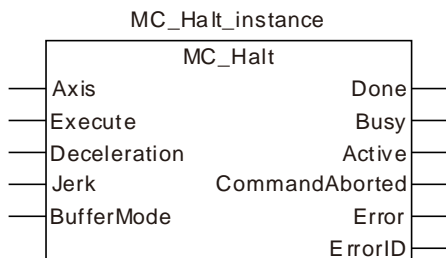 MC_Halt_instance
MC_Halt
Axis Done
Execute Busy
Deceleration Active
Jerk CommandAborted
BufferMode Error
ErrorID